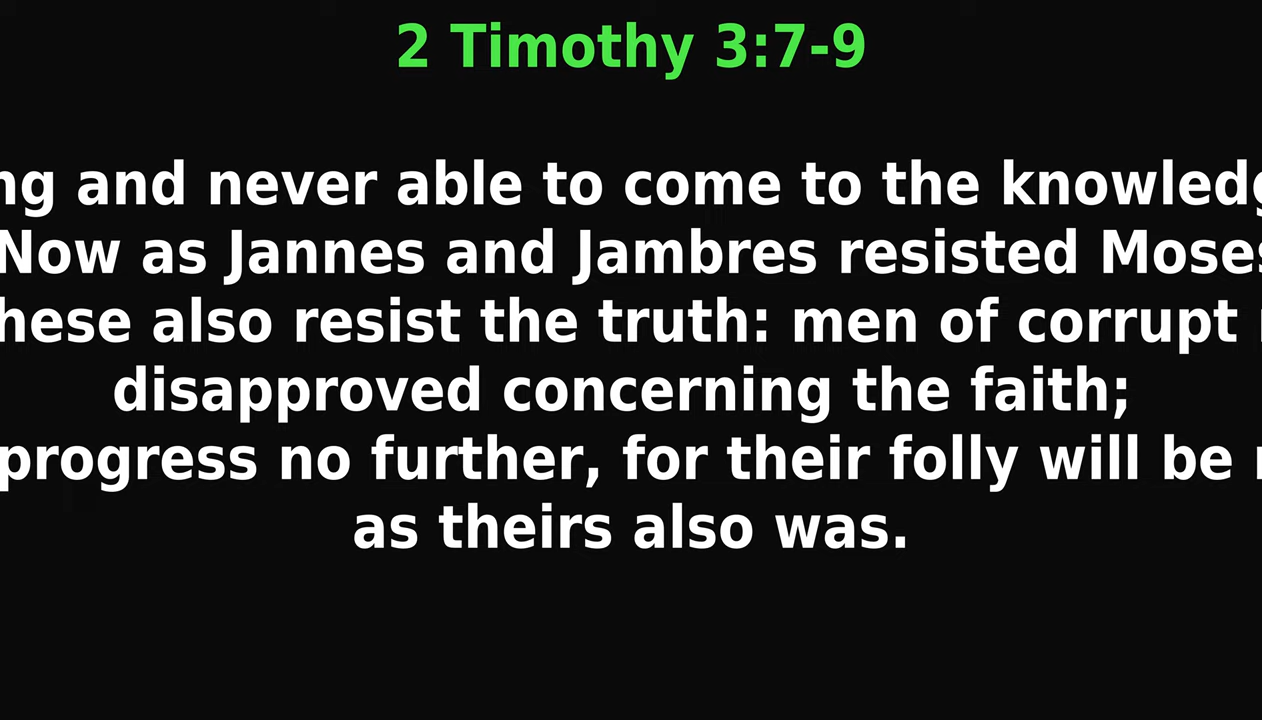 2 Timothy 3:7-9
ng and never able to come to the knowledg
Now as Jannes and Jambres resisted Moses
hese also resist the truth: men of corrupt
disapproved concerning the faith;
progress no further, for their folly will be
as theirs also was.